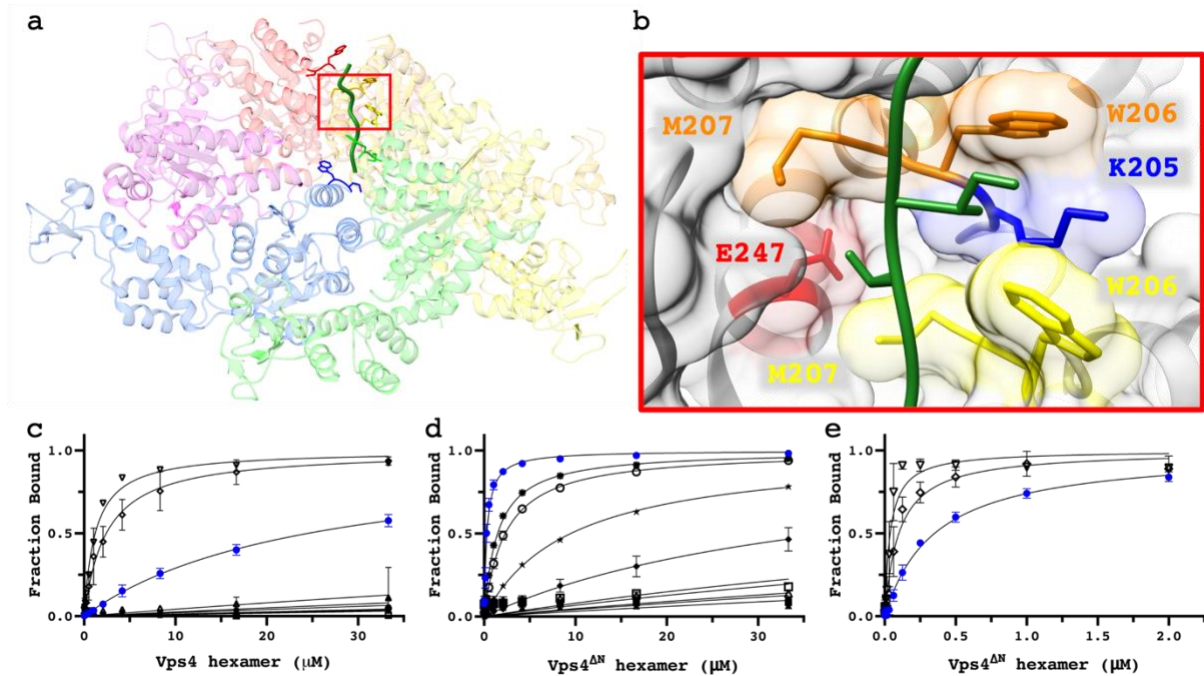 a
b
M207
W206
K205
E247
W206
M207
c
d
e
Fraction Bound
1.0
0.5
0.0
0
10
20
30
Vps4 hexamer (μM)
Fraction Bound
1.0
0.5
0.0
0
10
20
30
Vps4ΔN hexamer (μM)
Fraction Bound
1.0
0.5
0.0
0.0
0.5
1.0
1.5
2.0
Vps4ΔN hexamer (μM)